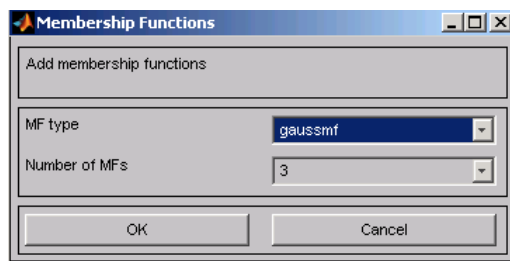 Membership Functions
Add membership functions
MF type
gaussmf
Number of MFs
3
OK
Cancel